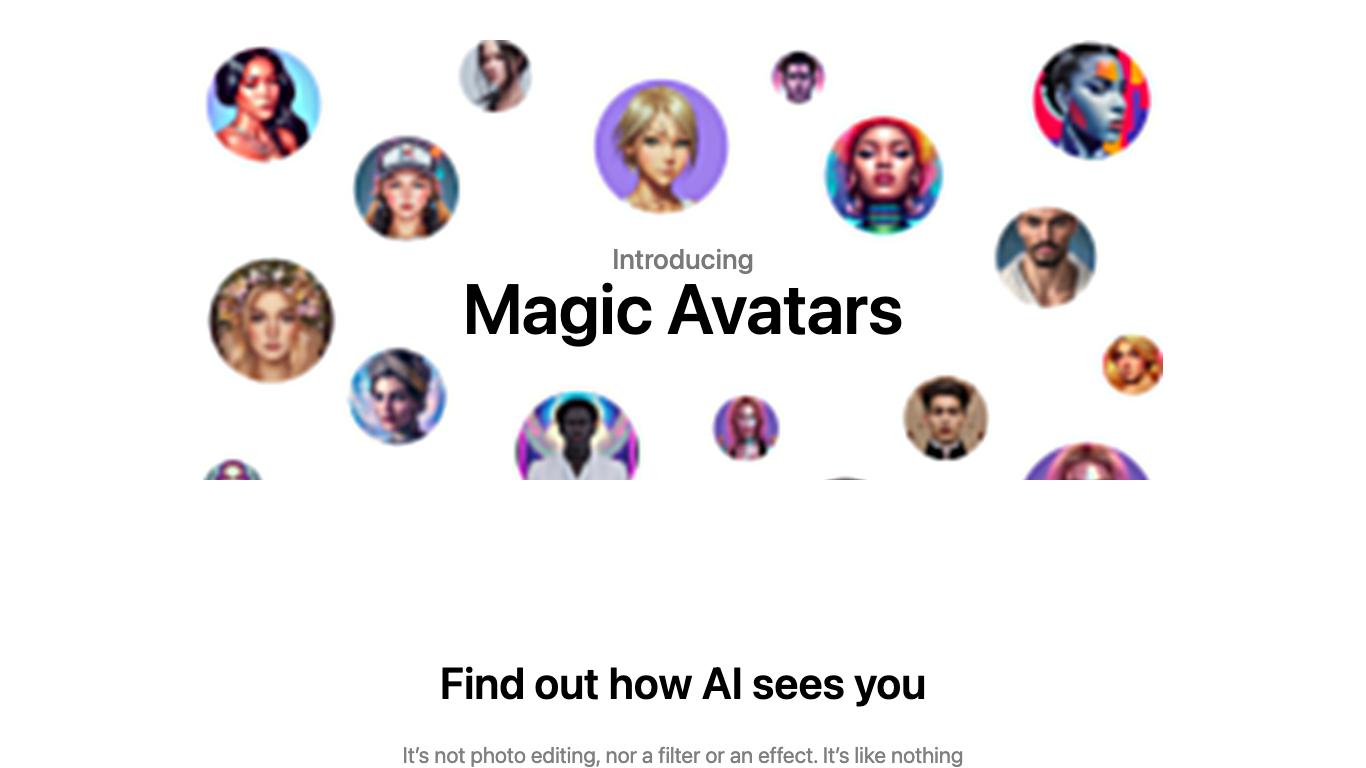 Introducing
Magic Avatars
Find out how AI sees you
It’s not photo editing, nor a filter or an effect. It’s like nothing